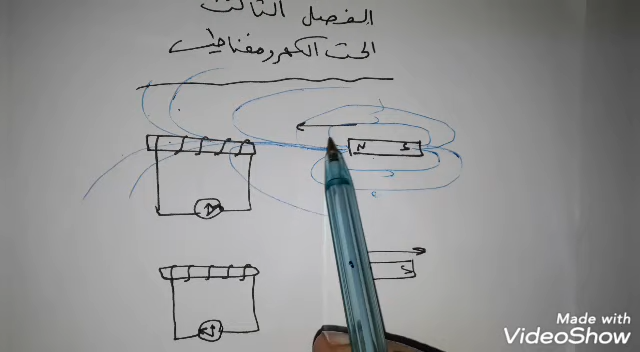 الفصل الثالث
الحث الكهرومغناطيسي
N S
S
Made with
VideoShow